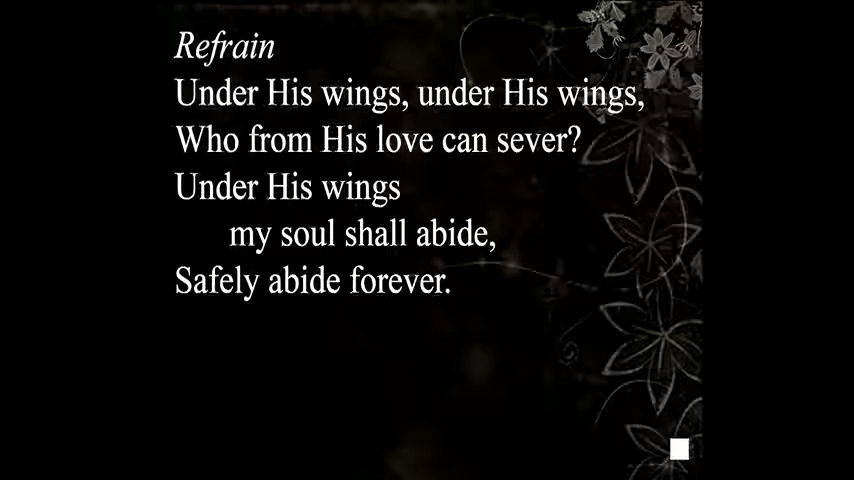 Refrain
Under His wings, under His wings,
Who from His love can sever?
Under His wings
my soul shall abide,
Safely abide forever.